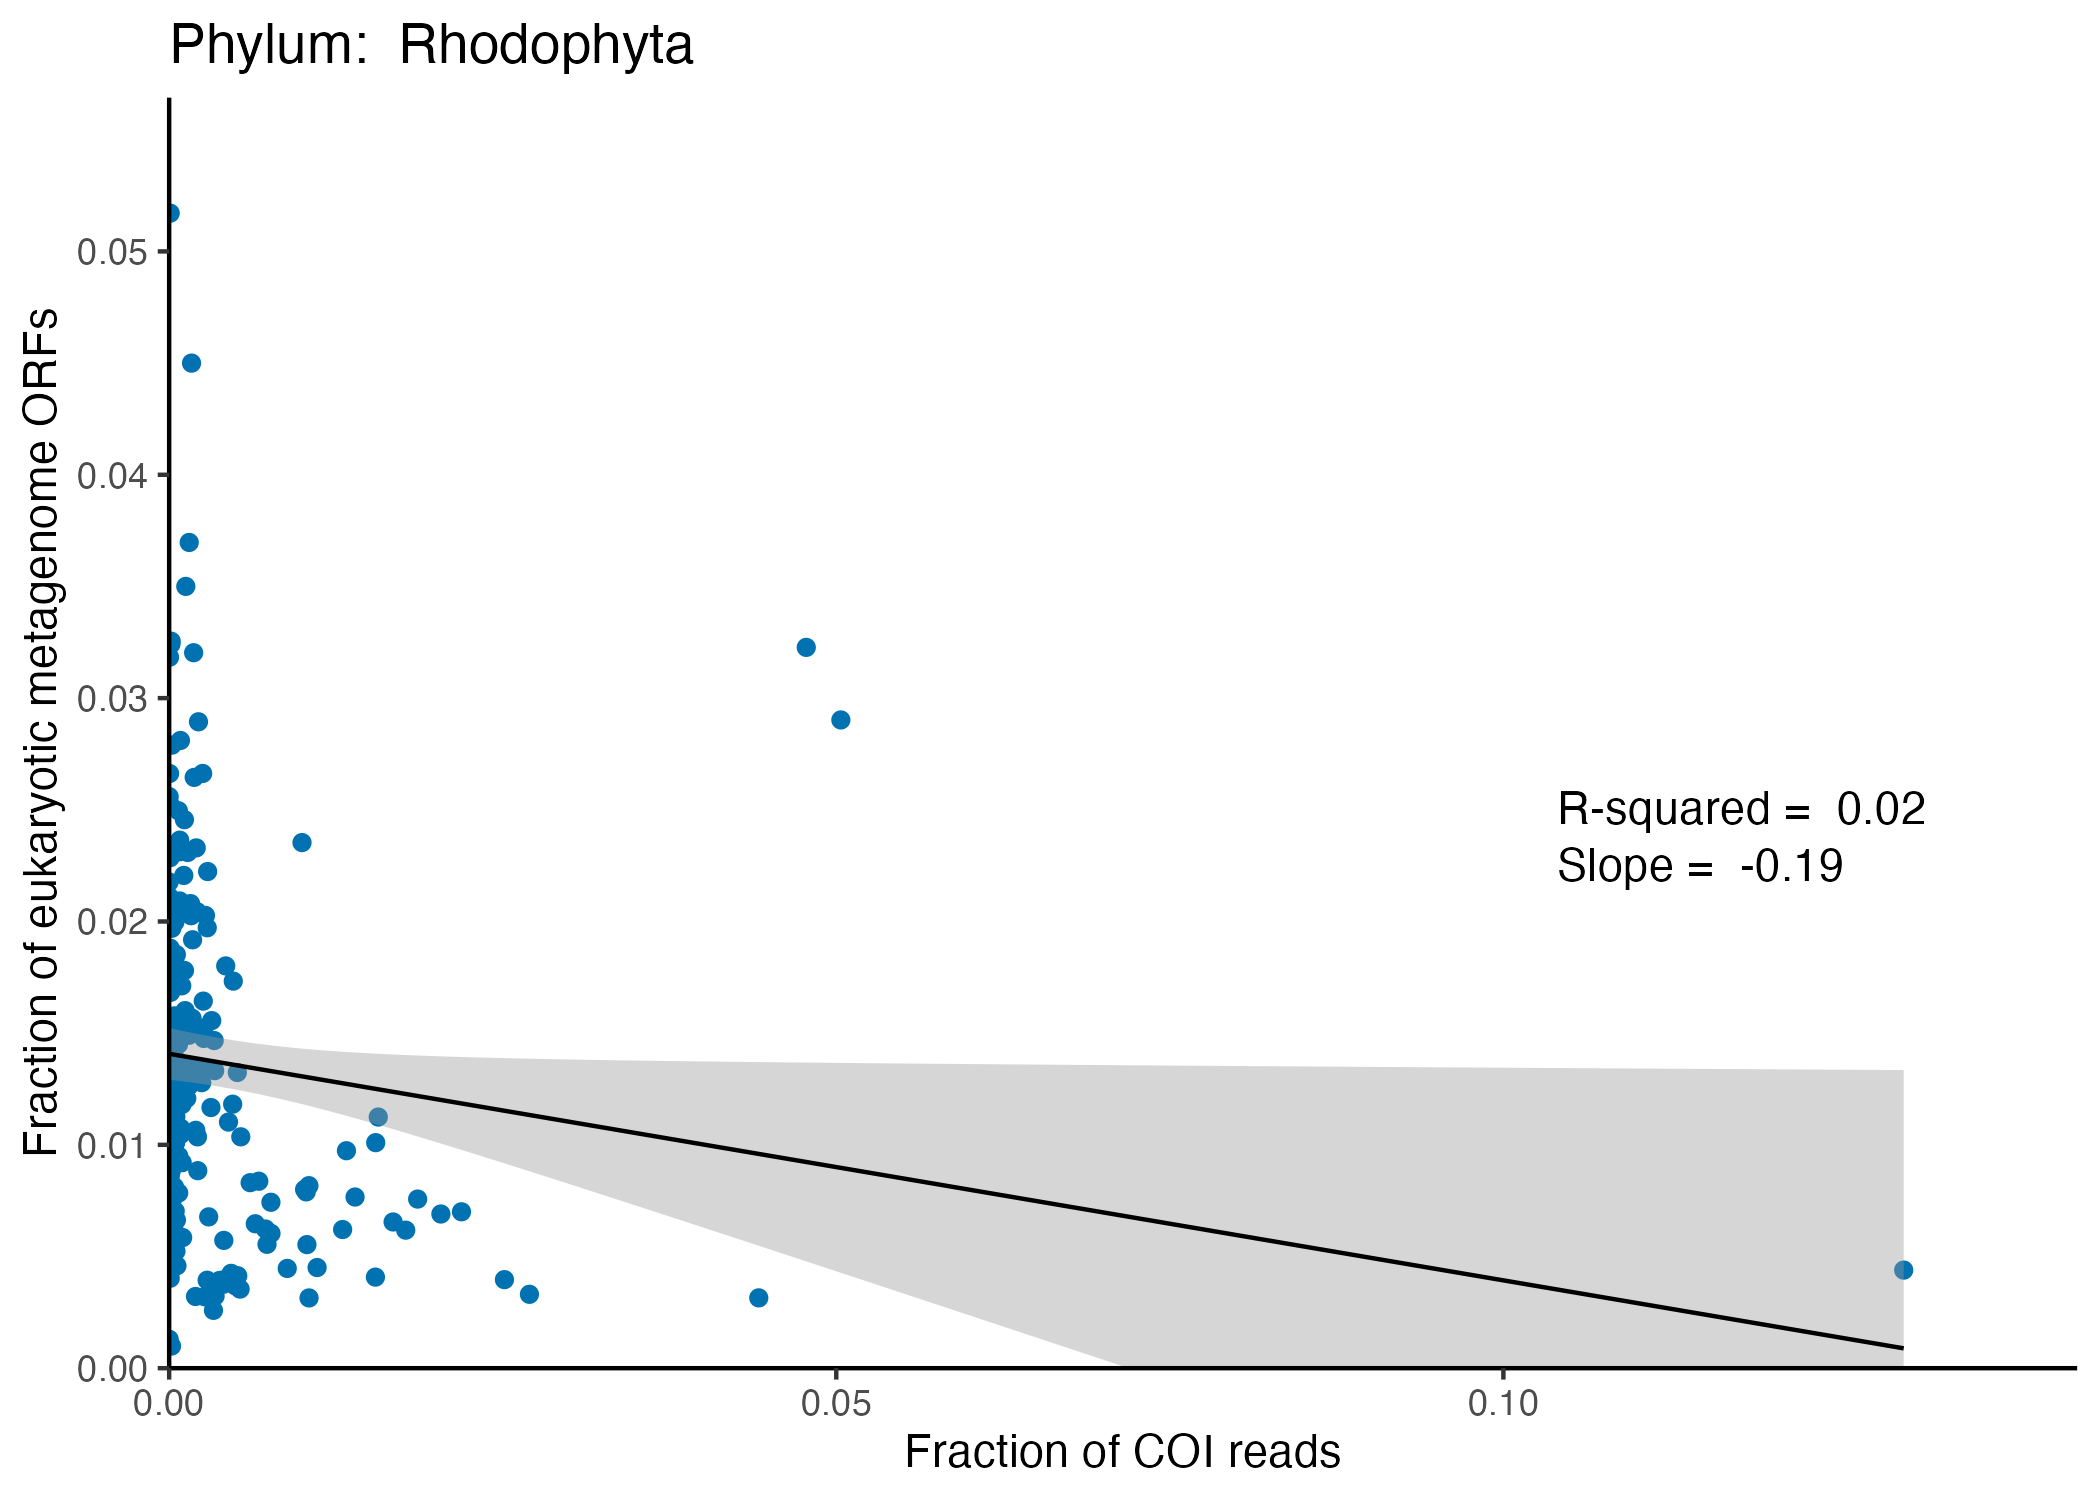 Phylum: Rhodophyta
Fraction of eukaryotic metagenome ORFs
0.05
0.04
0.03
0.02
0.01
0.00
R-squared = 0.02
Slope = -0.19
0.00 0.05 0.10
Fraction of COI reads